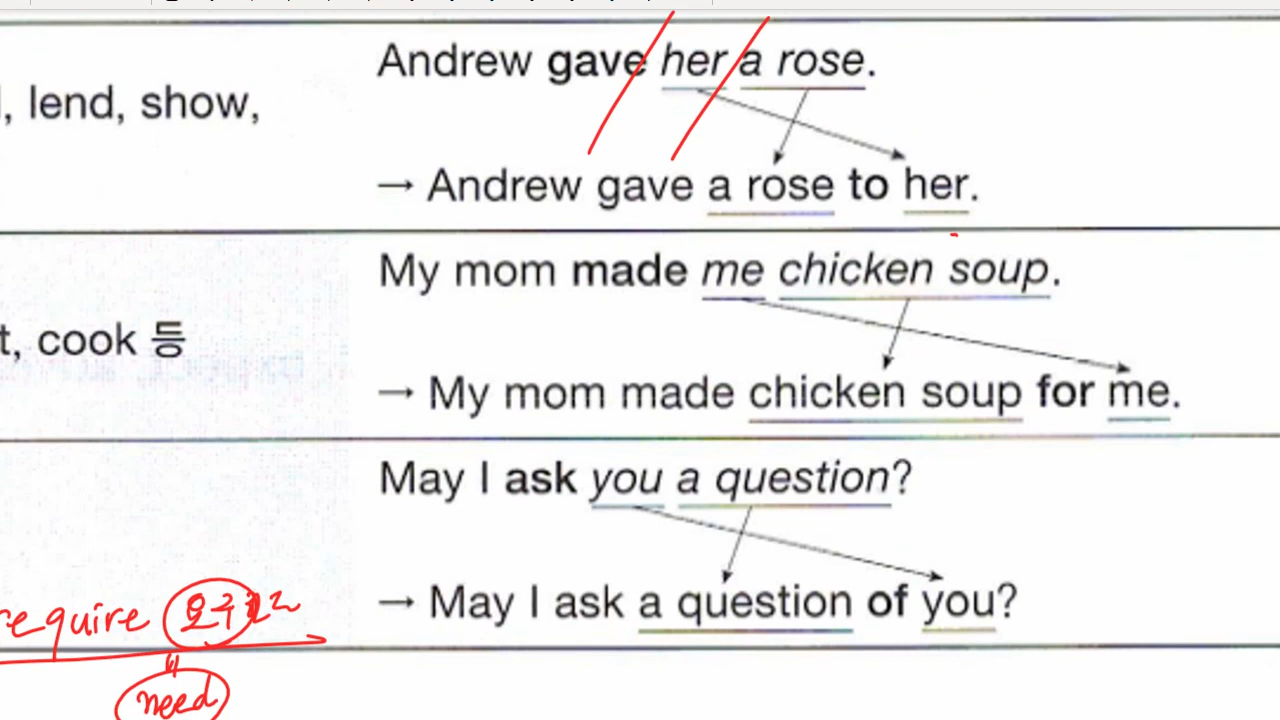 Andrew gave her a rose.
, lend, show,
→ Andrew gave a rose to her.
My mom made me chicken soup.
t, cook 등
→ My mom made chicken soup for me.
May I ask you a question?
→ May I ask a question of you?
require
need